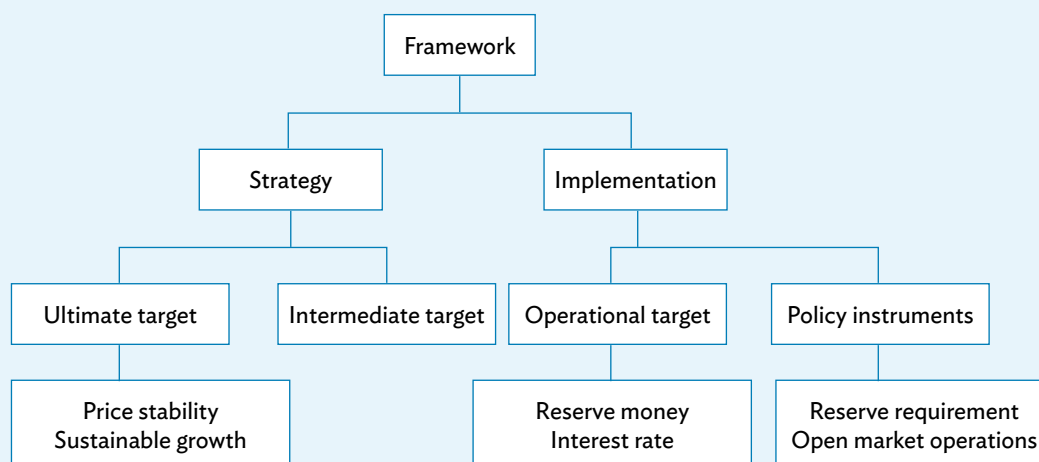 Framework
Strategy
Implementation
Ultimate target
Intermediate target
Operational target
Policy instruments
Price stability
Sustainable growth
Reserve money
Interest rate
Reserve requirement
Open market operations